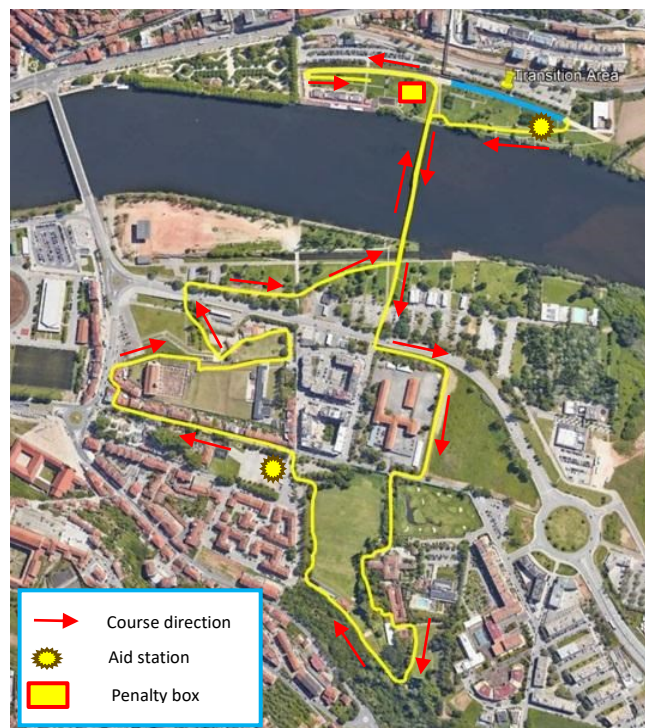 Transition Area
Course direction
Aid station
Penalty box